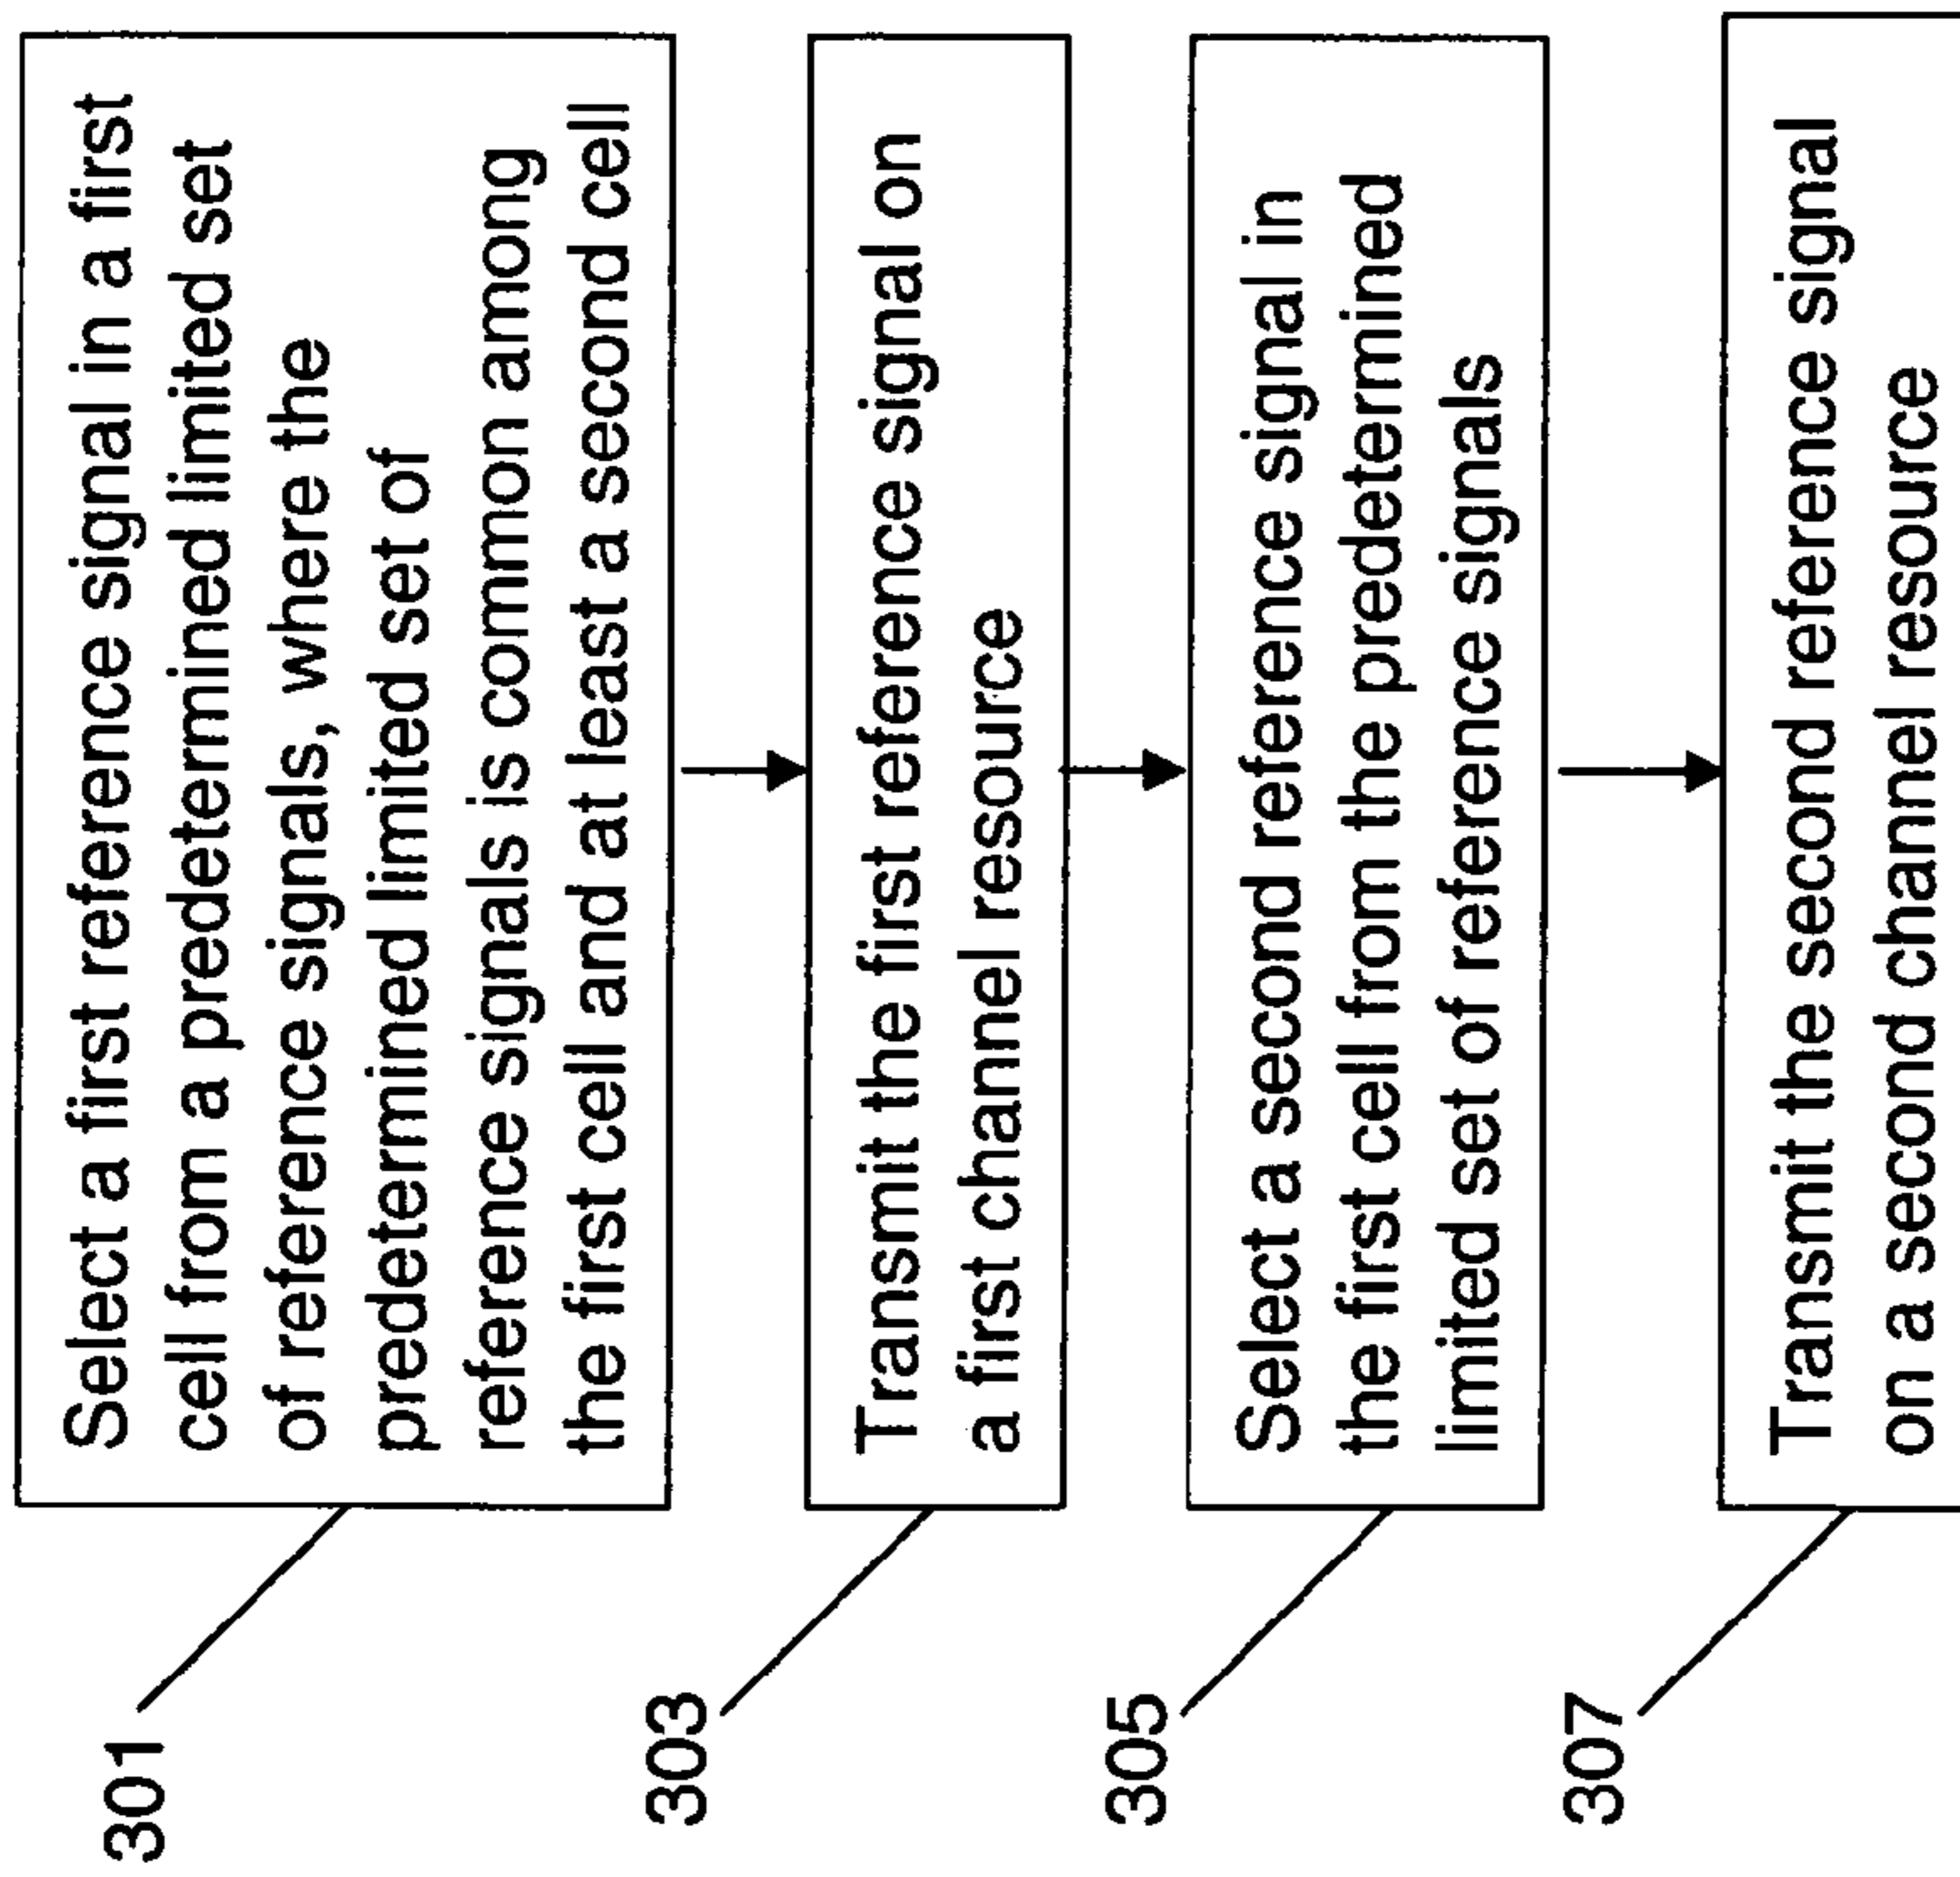 301
Select a first reference signal in a first
cell from a predetermined limited set
of reference signals, where the
predetermined limited set of
reference signals is common among
the first cell and at least a second cell
303
Transmit the first reference signal on
a first channel resource
305
Select a second reference signal in
the first cell from the predetermined
limited set of reference signals
307
Transmit the second reference signal
on a second channel resource